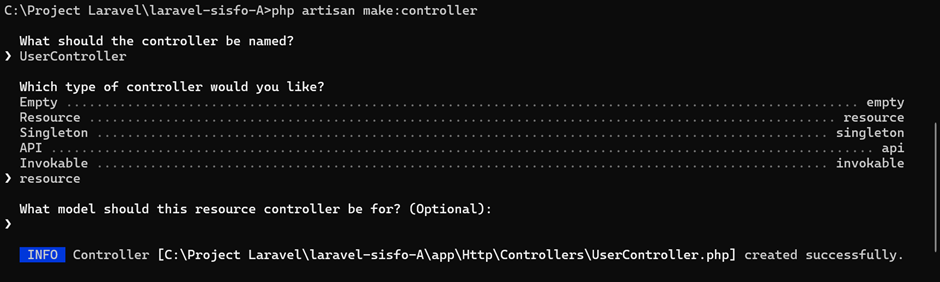 C:\Project Laravel\laravel-sisfo-A>php artisan make:controller
What should the controller be named?
❯ UserController
Which type of controller would you like?
Empty ........................................................................................................ empty
Resource .................................................................................................. resource
Singleton ................................................................................................ singleton
API ............................................................................................................ api
Invokable ................................................................................................ invokable
❯ resource
What model should this resource controller be for? (Optional):
❯
INFO Controller [C:\Project Laravel\laravel-sisfo-A\app\Http\Controllers\UserController.php] created successfully.